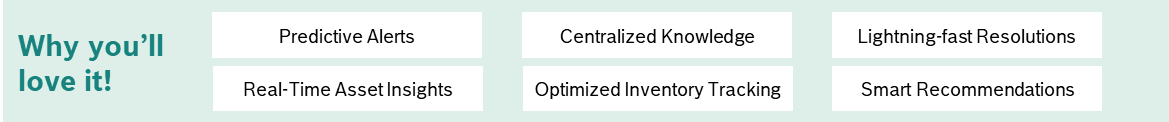 Why you’ll
love it!
Predictive Alerts
Centralized Knowledge
Lightning-fast Resolutions
Real-Time Asset Insights
Optimized Inventory Tracking
Smart Recommendations